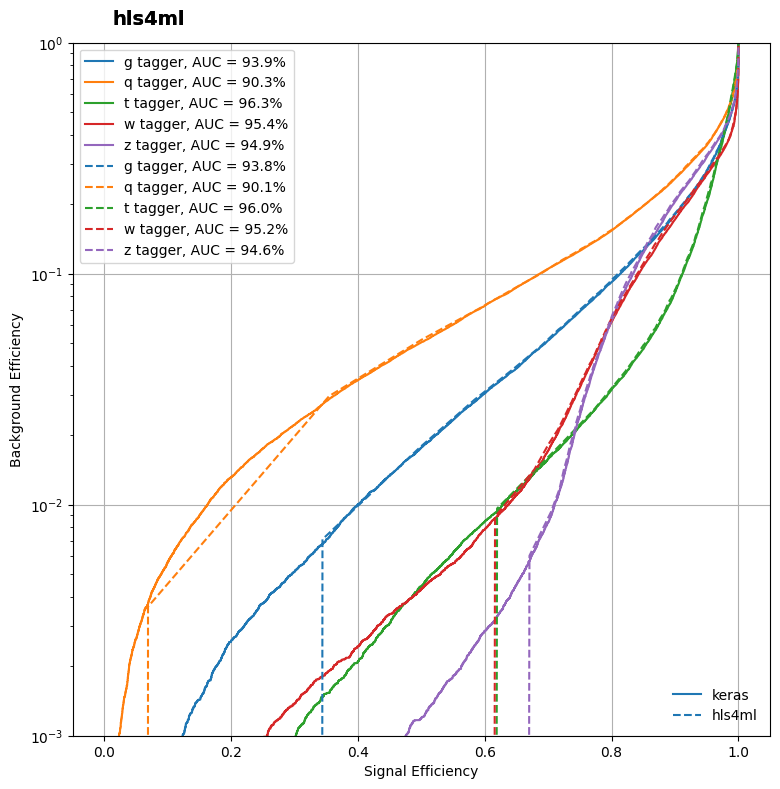 hls4ml
g tagger, AUC = 93.9%
q tagger, AUC = 90.3%
t tagger, AUC = 96.3%
w tagger, AUC = 95.4%
z tagger, AUC = 94.9%
g tagger, AUC = 93.8%
q tagger, AUC = 90.1%
t tagger, AUC = 96.0%
w tagger, AUC = 95.2%
z tagger, AUC = 94.6%
10⁰
10⁻¹
10⁻²
10⁻³
Background Efficiency
keras
hls4ml
0.0 0.2 0.4 0.6 0.8 1.0
Signal Efficiency